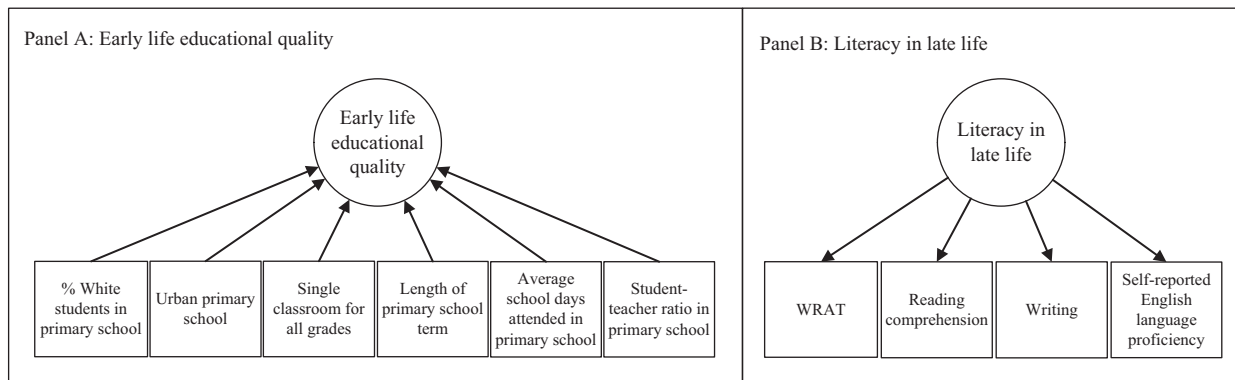 Panel A: Early life educational quality
Early life
educational
quality
% White
students in
primary school
Urban primary
school
Single
classroom for
all grades
Length of
primary school
term
Average
school days
attended in
primary school
Student-
teacher ratio in
primary school
Panel B: Literacy in late life
Literacy in
late life
WRAT
Reading
comprehension
Writing
Self-reported
English
language
proficiency